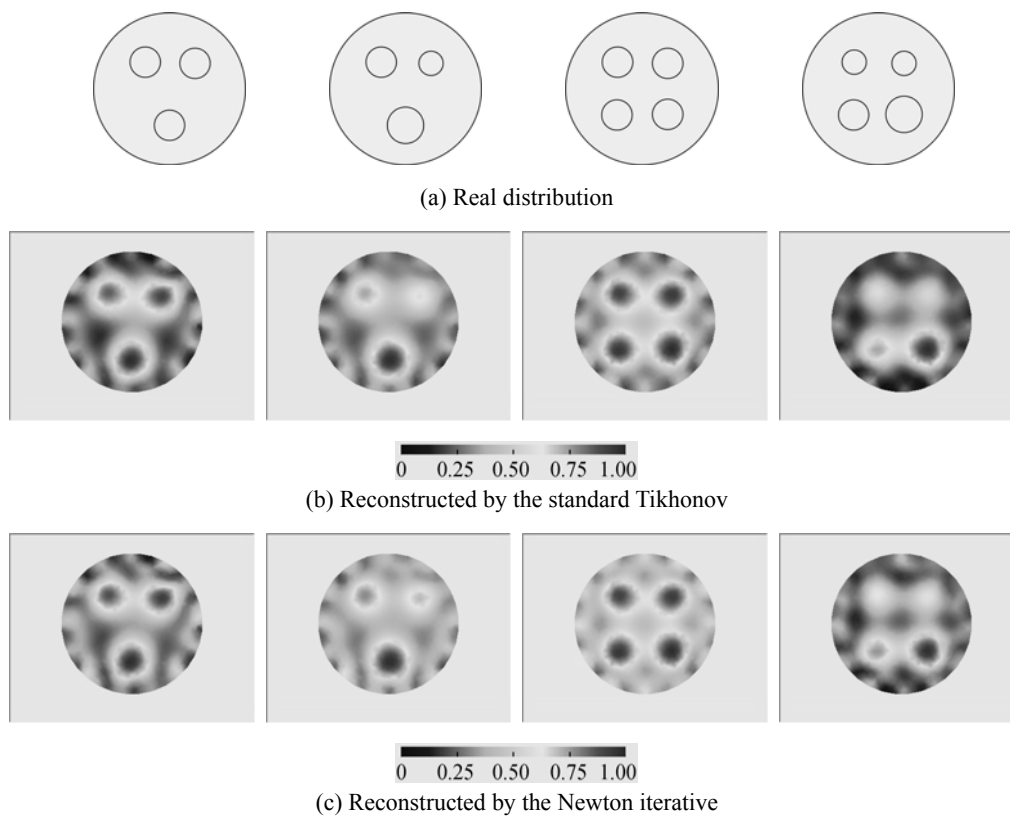 (a) Real distribution
0 0.25 0.50 0.75 1.00
(b) Reconstructed by the standard Tikhonov
0 0.25 0.50 0.75 1.00
(c) Reconstructed by the Newton iterative